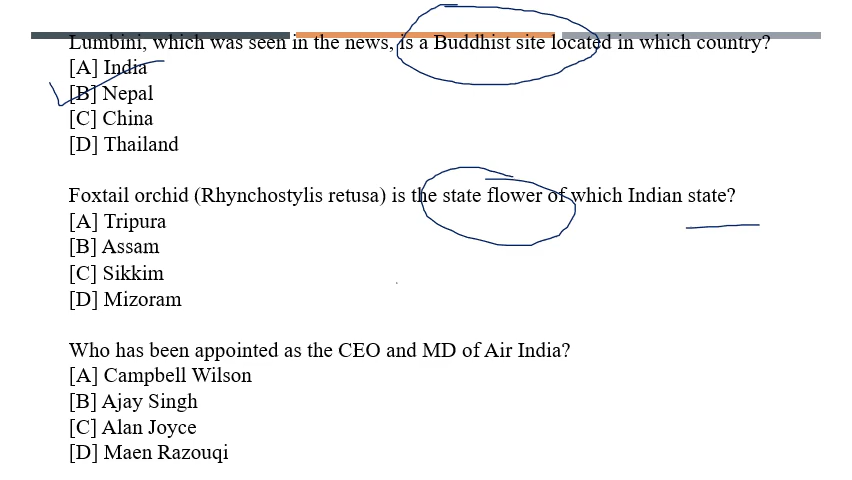 Lumbini, which was seen in the news, is a Buddhist site located in which country?
[A] India
[B] Nepal
[C] China
[D] Thailand
Foxtail orchid (Rhynchostylis retusa) is the state flower of which Indian state?
[A] Tripura
[B] Assam
[C] Sikkim
[D] Mizoram
Who has been appointed as the CEO and MD of Air India?
[A] Campbell Wilson
[B] Ajay Singh
[C] Alan Joyce
[D] Maen Razouqi